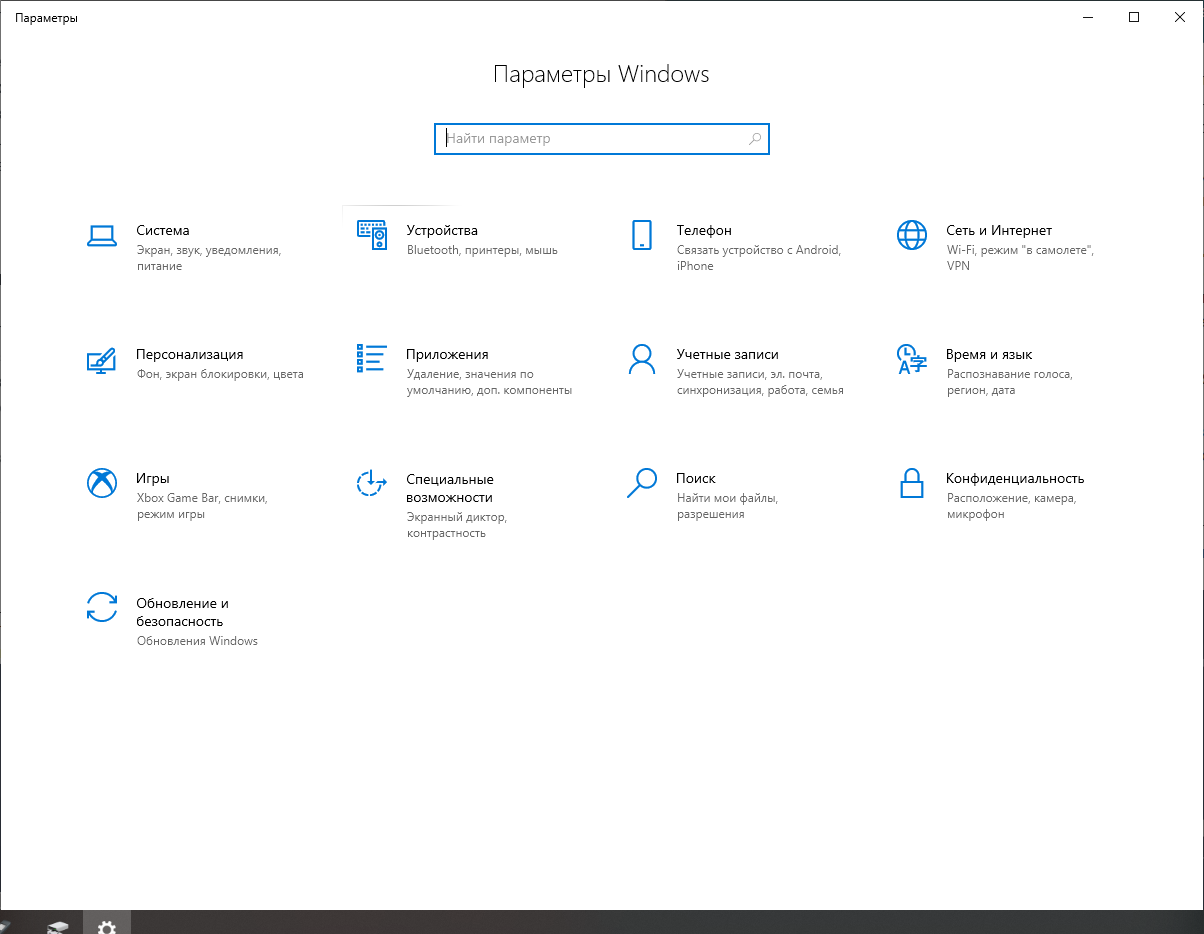 Параметры
Параметры Windows
Найти параметр
Система
Экран, звук, уведомления,
питание
Устройства
Bluetooth, принтеры, мышь
Телефон
Связать устройство с Android,
iPhone
Сеть и Интернет
Wi-Fi, режим "в самолете",
VPN
Персонализация
Фон, экран блокировки, цвета
Приложения
Удаление, значения по
умолчанию, доп. компоненты
Учетные записи
Учетные записи, эл. почта,
синхронизация, работа, семья
Время и язык
Распознавание голоса,
регион, дата
Игры
Xbox Game Bar, снимки,
режим игры
Специальные
возможности
Экранный диктор,
контрастность
Поиск
Найти мои файлы,
разрешения
Конфиденциальность
Расположение, камера,
микрофон
Обновление и
безопасность
Обновления Windows